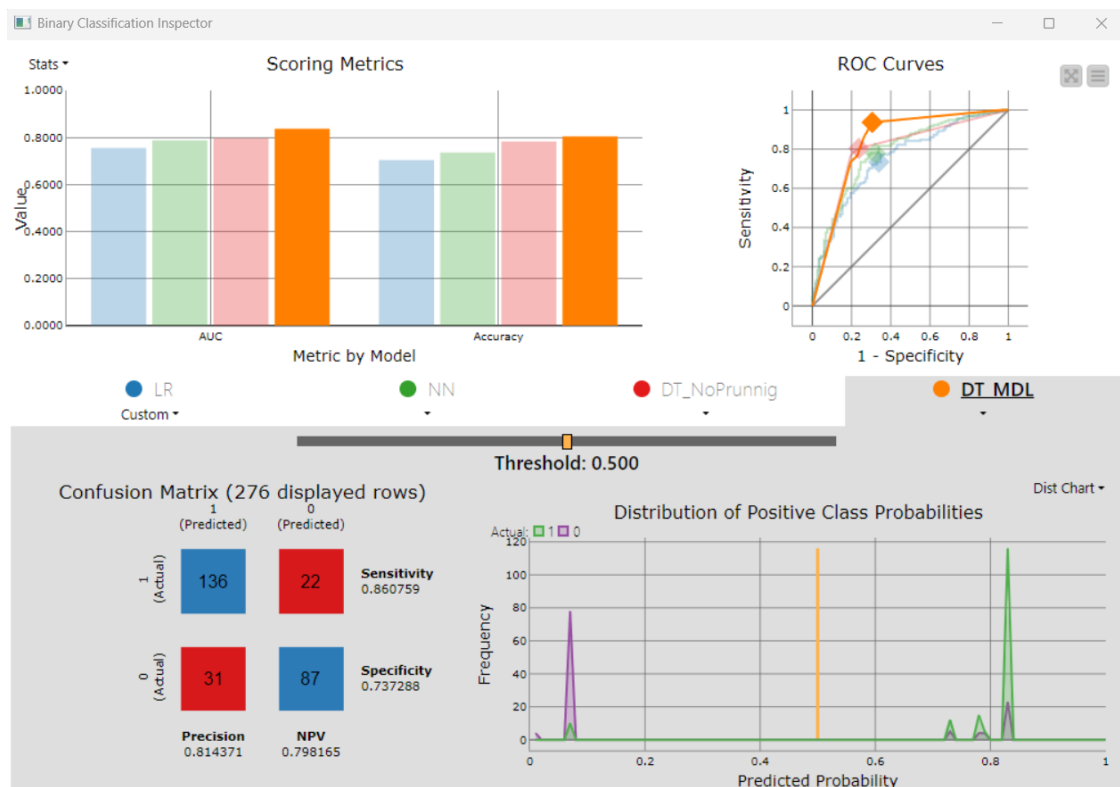 Binary Classification Inspector
Stats
Scoring Metrics
1.0000
0.8000
0.6000
0.4000
0.2000
0.0000
Value
AUC
Accuracy
Metric by Model
ROC Curves
1
0.8
0.6
0.4
0.2
0
Sensitivity
0 0.2 0.4 0.6 0.8 1
1 - Specificity
LR
Custom
NN
DT_NoPrunnig
DT_MDL
Threshold: 0.500
Confusion Matrix (276 displayed rows)
1 (Predicted)
0 (Predicted)
1 (Actual)
136
22
Sensitivity
0.860759
0 (Actual)
31
87
Specificity
0.737288
Precision
0.814371
NPV
0.798165
Dist Chart
Distribution of Positive Class Probabilities
Actual: 1 0
120
100
80
60
40
20
0
Frequency
0 0.2 0.4 0.6 0.8 1
Predicted Probability